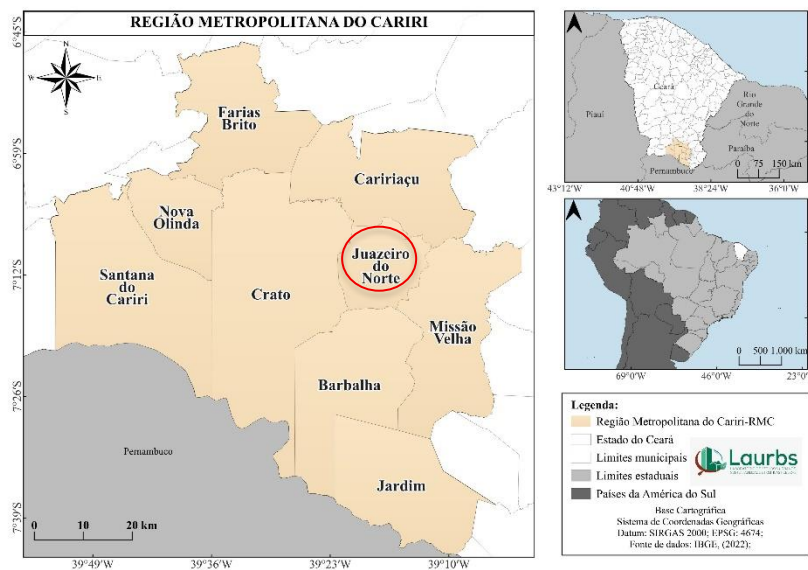 REGIÃO METROPOLITANA DO CARIRI
6°45'S
6°59'S
7°12'S
7°26'S
7°39'S
N
W
E
S
Farias
Brito
Caririaçu
Nova
Olinda
Juazeiro
do
Norte
Santana
do
Cariri
Crato
Missão
Velha
Barbalha
Pernambuco
Jardim
0 10 20 km
39°49'W 39°36'W 39°23'W 39°10'W
Ceará
Rio
Grande
do
Norte
Piauí
Paraíba
Pernambuco
0 75 150 km
43°12'W 40°48'W 38°24'W 36°0'W
0 500 1.000 km
69°0'W 46°0'W 23°0'
Legenda:
Região Metropolitana do Cariri-RMC
Estado do Ceará
Limites municipais
Limites estaduais
Países da América do Sul
Laurbs
Base Cartográfica
Sistema de Coordenadas Geográficas
Datum: SIRGAS 2000; EPSG: 4674;
Fonte de dados: IBGE, (2022);